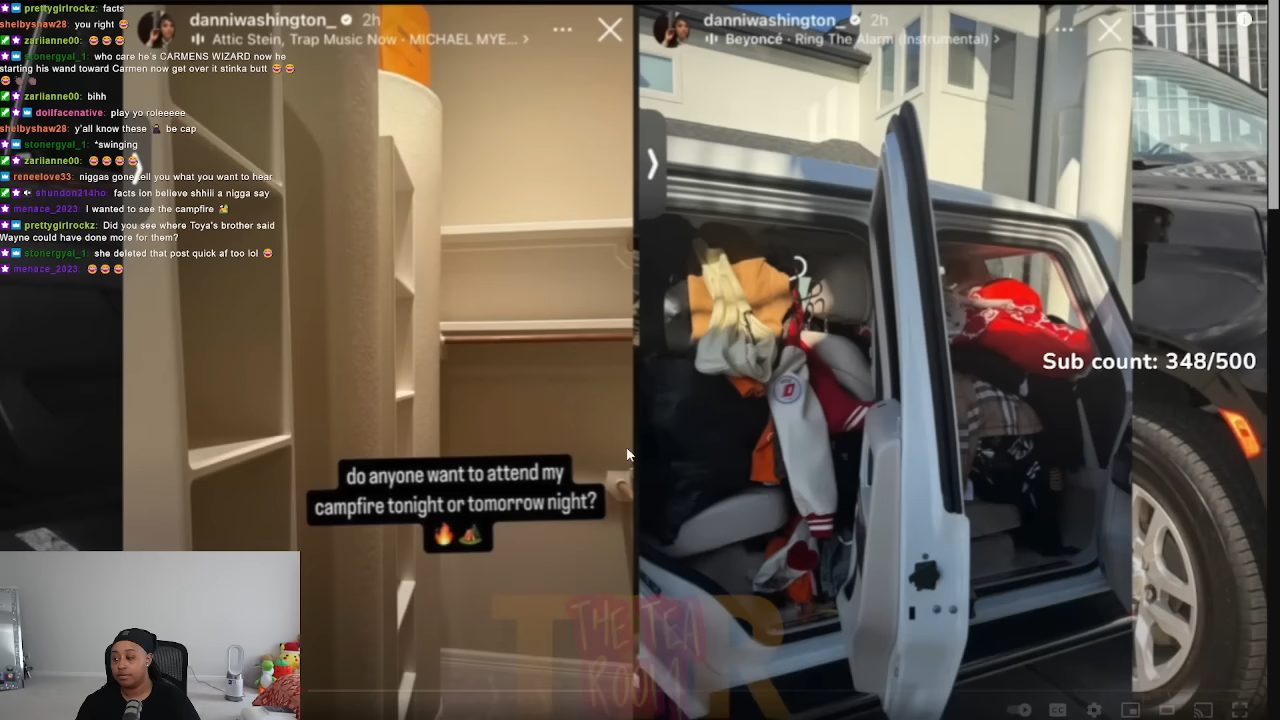 prettygirlrockz: facts
shelbyshaw28: you right
zariianne00:
stonergyal_1: who care he's CARMENS WIZARD now he
starting his wand toward Carmen now get over it stinka butt
zariianne00: bihh
dollfacenative: play yo roleeeee
shelbyshaw28: y'all know these be cap
stonergyal_1: *swinging
zariianne00:
reneelove33: niggas gone tell you what you want to hear
shundon214ho: facts ion believe shhiii a nigga say
menace_2023: I wanted to see the campfire
prettygirlrockz: Did you see where Toya's brother said
Wayne could have done more for them?
stonergyal_1: she deleted that post quick af too lol
menace_2023:
danniwashington_ 2h
Attic Stein, Trap Music Now - MICHAEL MYE... >
do anyone want to attend my
campfire tonight or tomorrow night?
danniwashington_ 2h
Beyoncé - Ring The Alarm (Instrumental) >
D
Sub count: 348/500
TTR
THE TEA
ROOM
CC